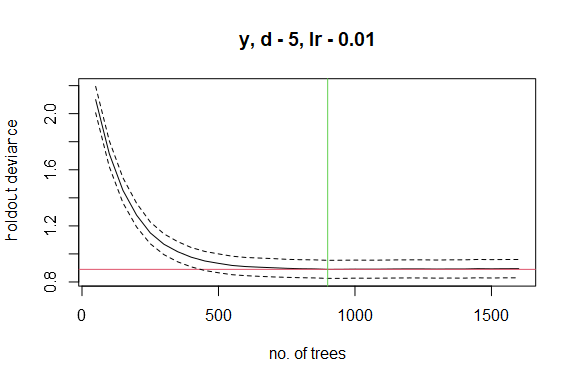 y, d - 5, lr - 0.01
holdout deviance
2.0
1.6
1.2
0.8
0
500
1000
1500
no. of trees